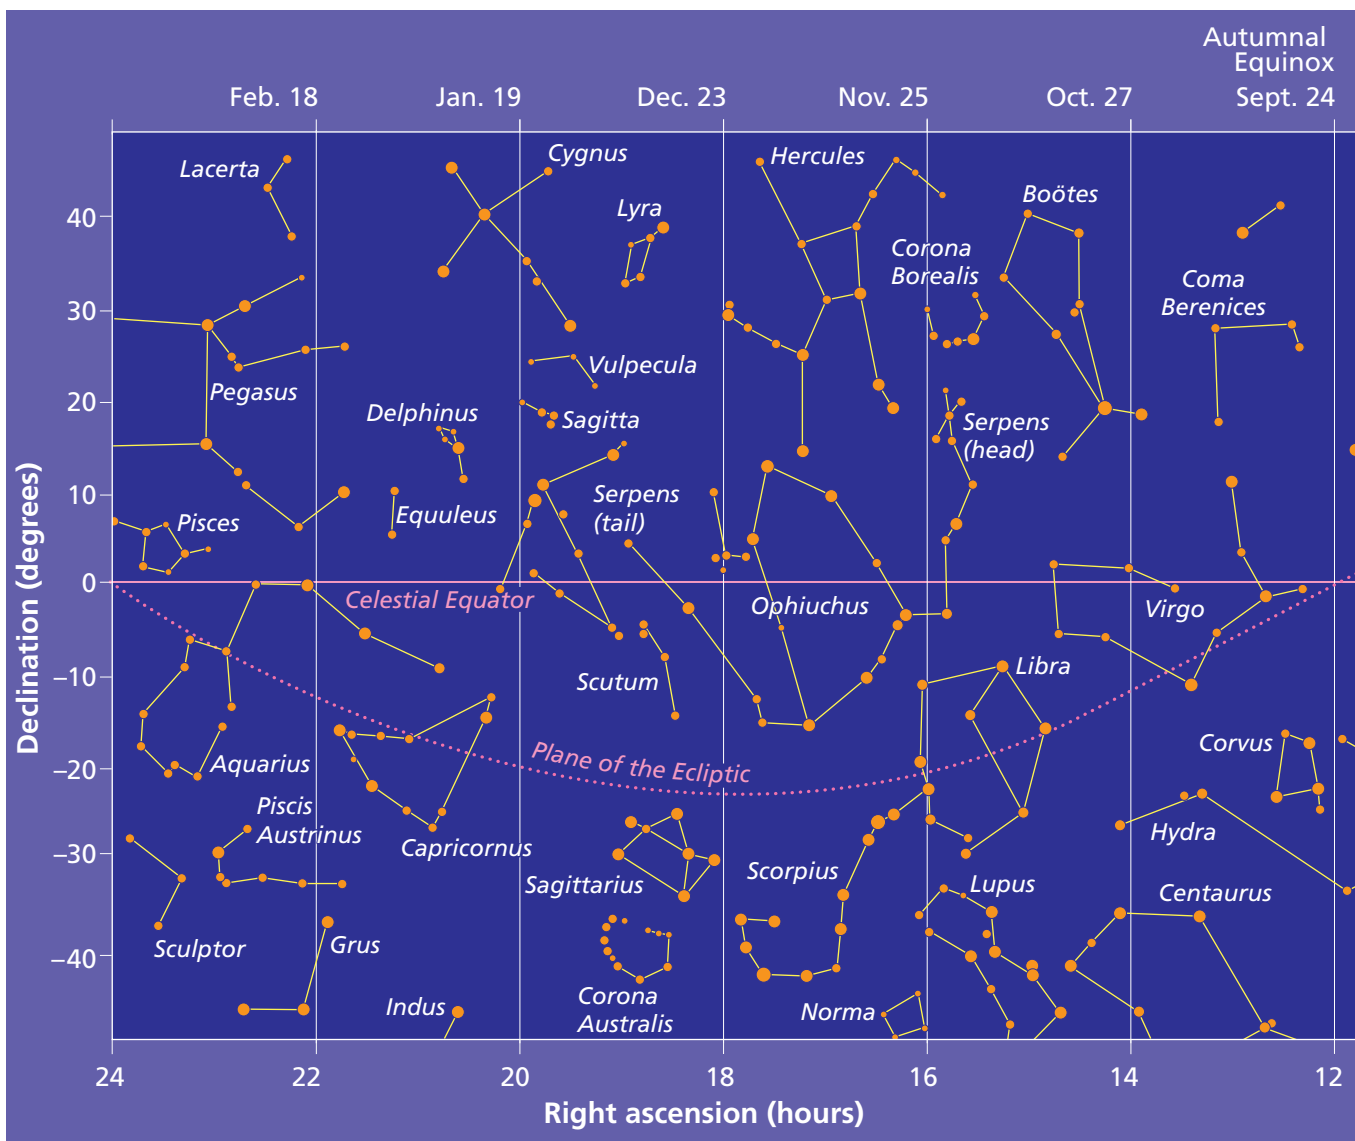 Autumnal
Equinox
Feb. 18 Jan. 19 Dec. 23 Nov. 25 Oct. 27 Sept. 24
Lacerta
Cygnus
Hercules
Lyra
Boötes
40
Corona
Borealis
Coma
Berenices
30
Vulpecula
Pegasus
20
Delphinus
Sagitta
Serpens
(head)
10
Serpens
(tail)
Equuleus
Pisces
0
Celestial Equator
Ophiuchus
Virgo
−10
Scutum
Libra
Corvus
−20
Aquarius
Plane of the Ecliptic
Piscis
Austrinus
Capricornus
Hydra
−30
Sagittarius
Scorpius
Lupus
Centaurus
Sculptor
Grus
−40
Indus
Corona
Australis
Norma
Declination (degrees)
24 22 20 18 16 14 12
Right ascension (hours)